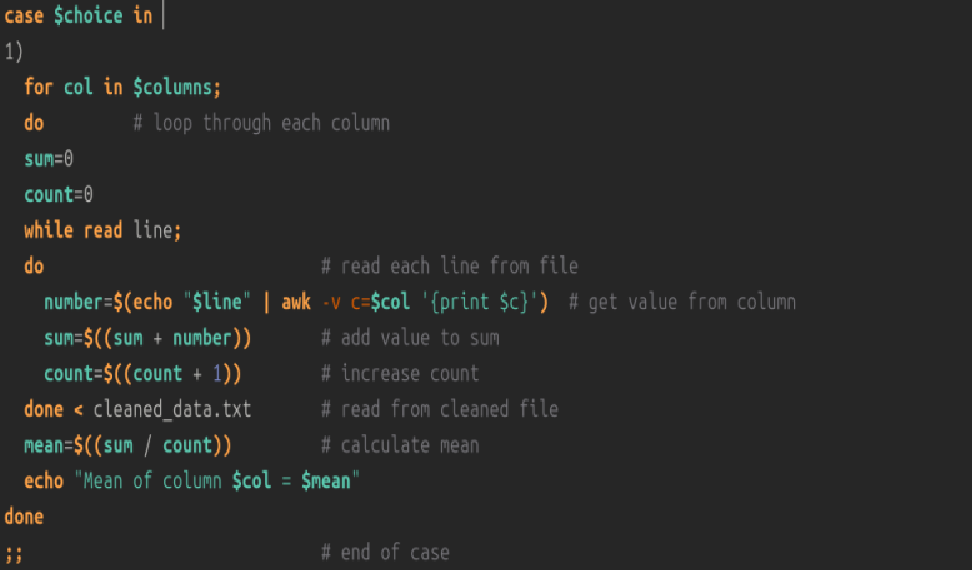 case $choice in
1)
  for col in $columns;
  do         # loop through each column
  sum=0
  count=0
  while read line;
  do                            # read each line from file
    number=$(echo "$line" | awk -v c=$col '{print $c}')  # get value from column
    sum=$((sum + number))       # add value to sum
    count=$((count + 1))        # increase count
  done < cleaned_data.txt       # read from cleaned file
  mean=$((sum / count))         # calculate mean
  echo "Mean of column $col = $mean"
done
;;                              # end of case